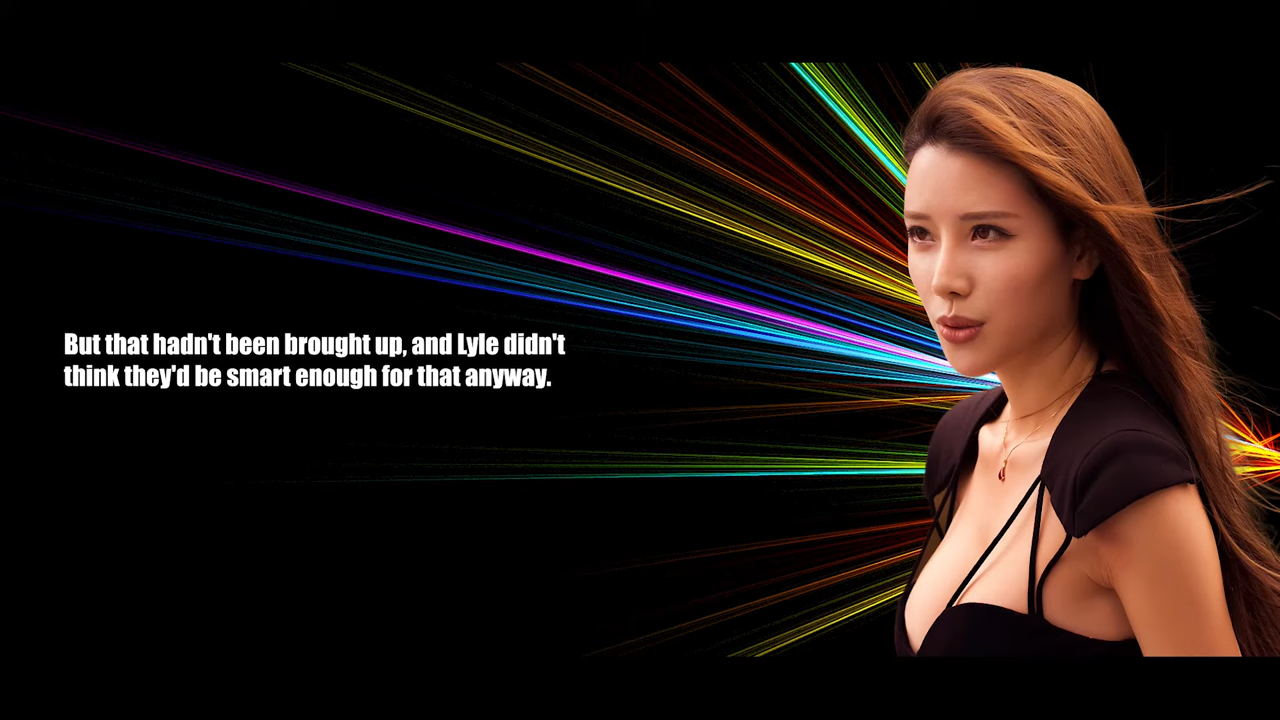 But that hadn't been brought up, and Lyle didn't
think they'd be smart enough for that anyway.